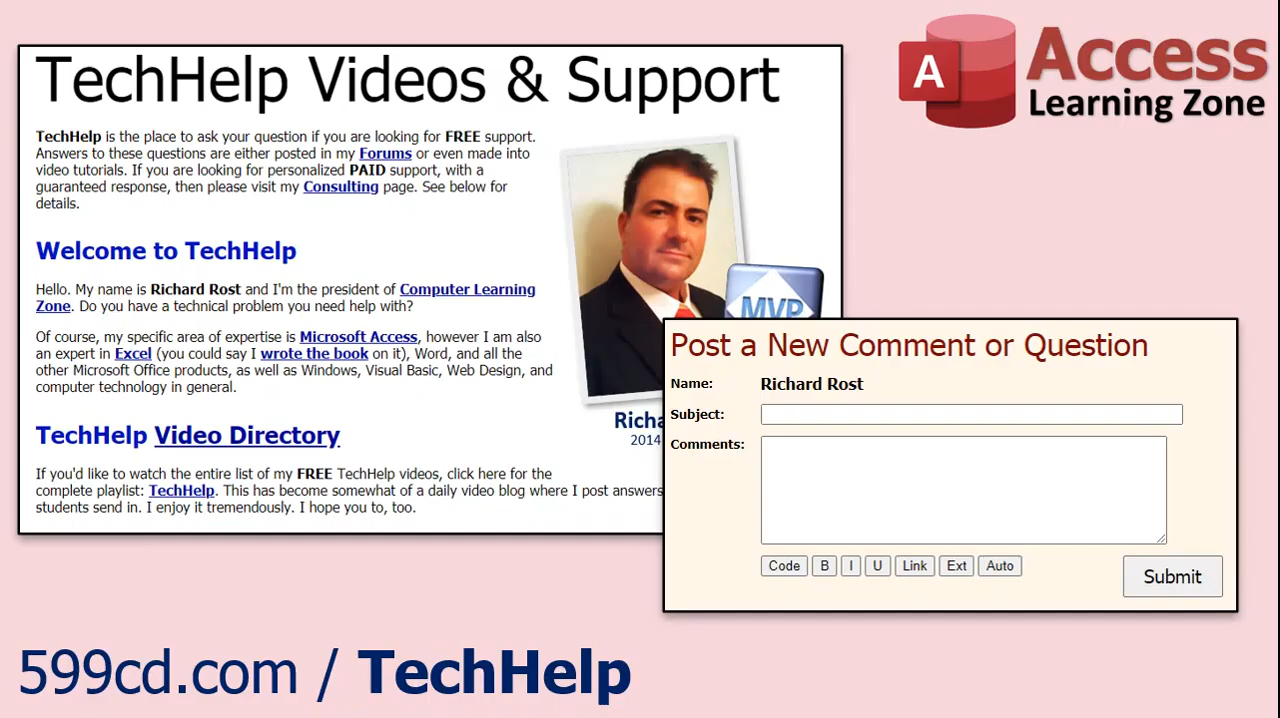 TechHelp Videos & Support
TechHelp is the place to ask your question if you are looking for FREE support.
Answers to these questions are either posted in my Forums or even made into
video tutorials. If you are looking for personalized PAID support, with a
guaranteed response, then please visit my Consulting page. See below for
details.
Welcome to TechHelp
Hello. My name is Richard Rost and I'm the president of Computer Learning
Zone. Do you have a technical problem you need help with?
Of course, my specific area of expertise is Microsoft Access, however I am also
an expert in Excel (you could say I wrote the book on it), Word, and all the
other Microsoft Office products, as well as Windows, Visual Basic, Web Design, and
computer technology in general.
TechHelp Video Directory
If you'd like to watch the entire list of my FREE TechHelp videos, click here for the
complete playlist: TechHelp. This has become somewhat of a daily video blog where I post answers
students send in. I enjoy it tremendously. I hope you to, too.
MVP
Richa
2014
A
Access
Learning Zone
Post a New Comment or Question
Name: Richard Rost
Subject:
Comments:
Code B I U Link Ext Auto
Submit
599cd.com / TechHelp